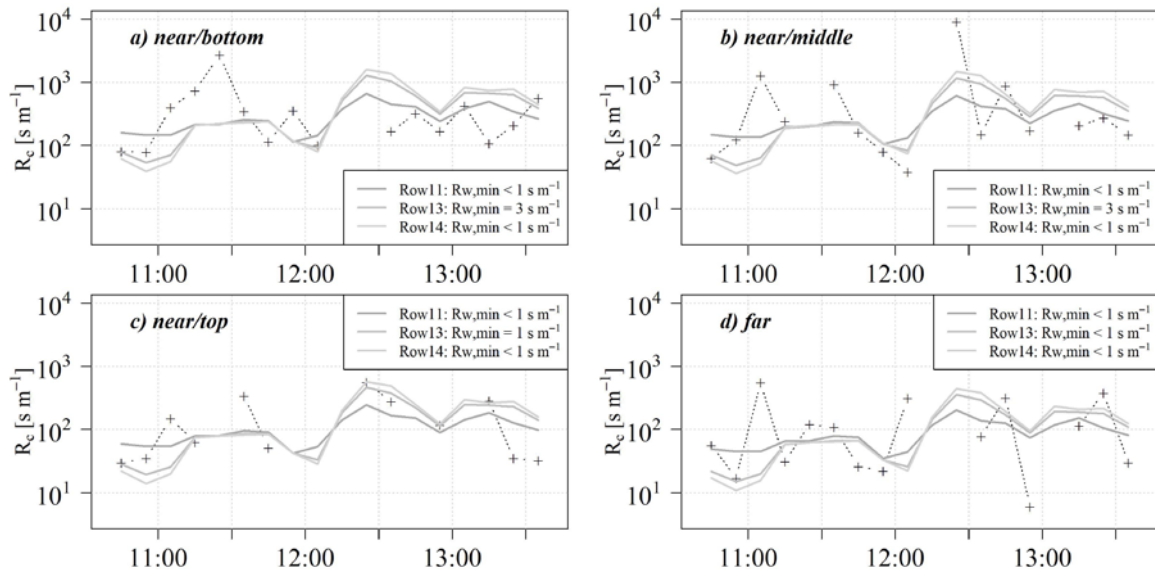 a) near/bottom
R_c [s m⁻¹]
10⁴
10³
10²
10¹
Row11: Rw,min < 1 s m⁻¹
Row13: Rw,min = 3 s m⁻¹
Row14: Rw,min < 1 s m⁻¹
11:00 12:00 13:00
b) near/middle
R_c [s m⁻¹]
10⁴
10³
10²
10¹
Row11: Rw,min < 1 s m⁻¹
Row13: Rw,min = 3 s m⁻¹
Row14: Rw,min < 1 s m⁻¹
11:00 12:00 13:00
c) near/top
R_c [s m⁻¹]
10⁴
10³
10²
10¹
Row11: Rw,min < 1 s m⁻¹
Row13: Rw,min = 1 s m⁻¹
Row14: Rw,min < 1 s m⁻¹
11:00 12:00 13:00
d) far
R_c [s m⁻¹]
10⁴
10³
10²
10¹
Row11: Rw,min < 1 s m⁻¹
Row13: Rw,min < 1 s m⁻¹
Row14: Rw,min < 1 s m⁻¹
11:00 12:00 13:00